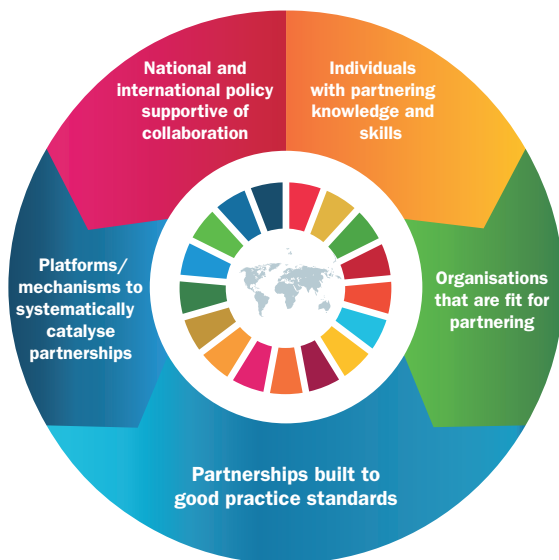 National and
international policy
supportive of
collaboration
Individuals
with partnering
knowledge and
skills
Organisations
that are fit for
partnering
Partnerships built to
good practice standards
Platforms/
mechanisms to
systematically
catalyse
partnerships